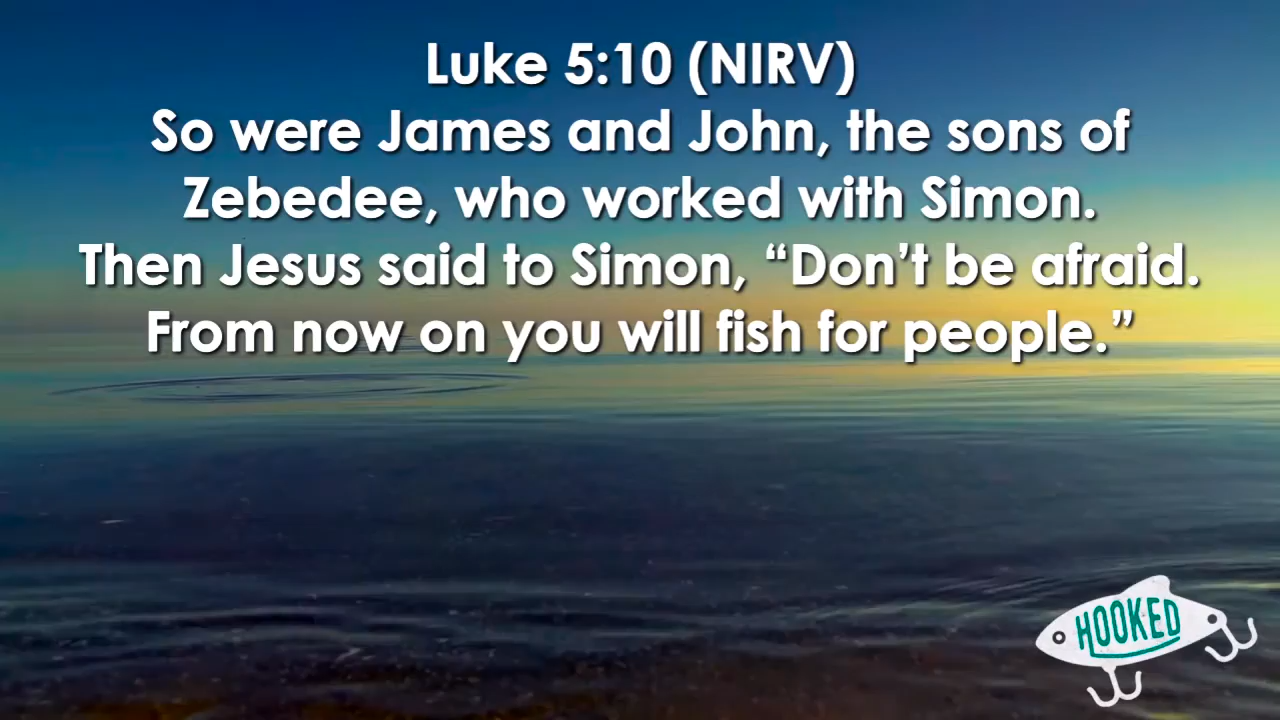 Luke 5:10 (NIRV)
So were James and John, the sons of
Zebedee, who worked with Simon.
Then Jesus said to Simon, “Don’t be afraid.
From now on you will fish for people.”
HOOKED